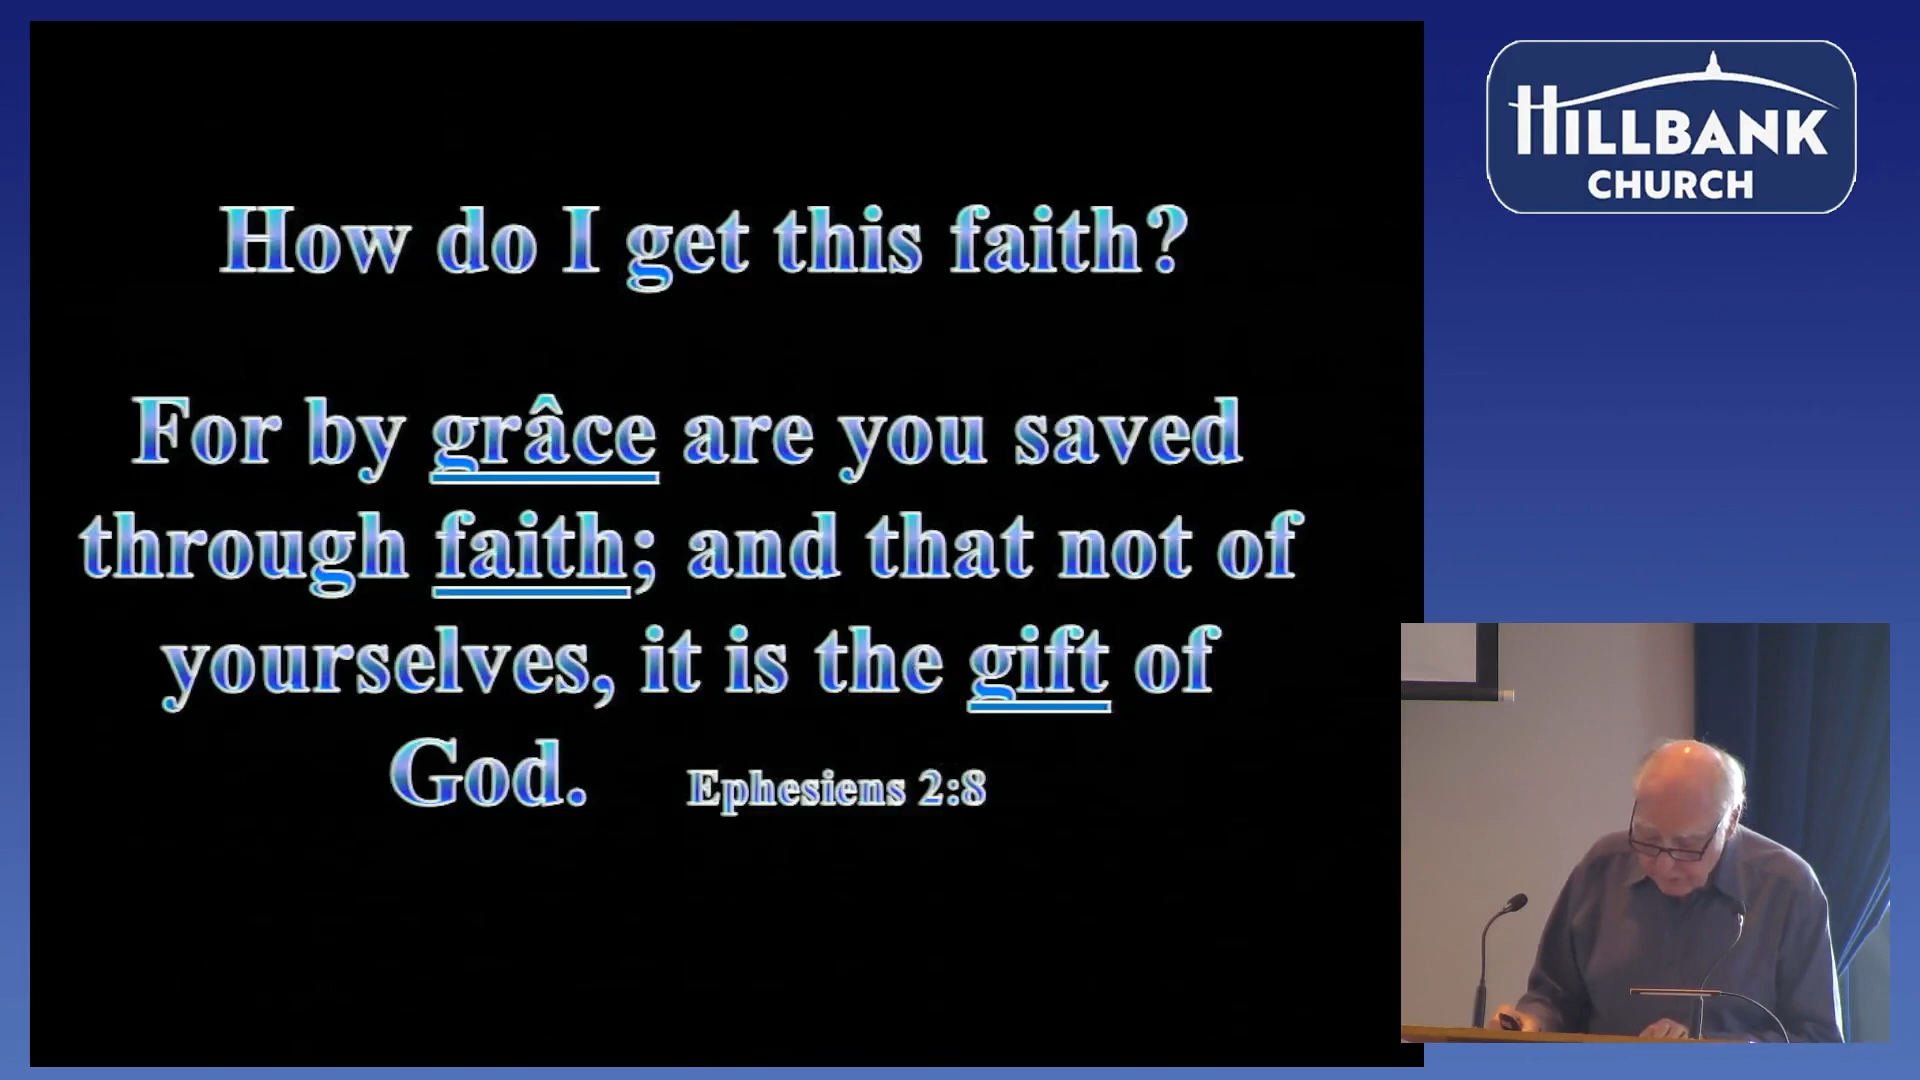 How do I get this faith?
For by grâce are you saved
through faith; and that not of
yourselves, it is the gift of
God. Ephesiens 2:8
HILLBANK
CHURCH